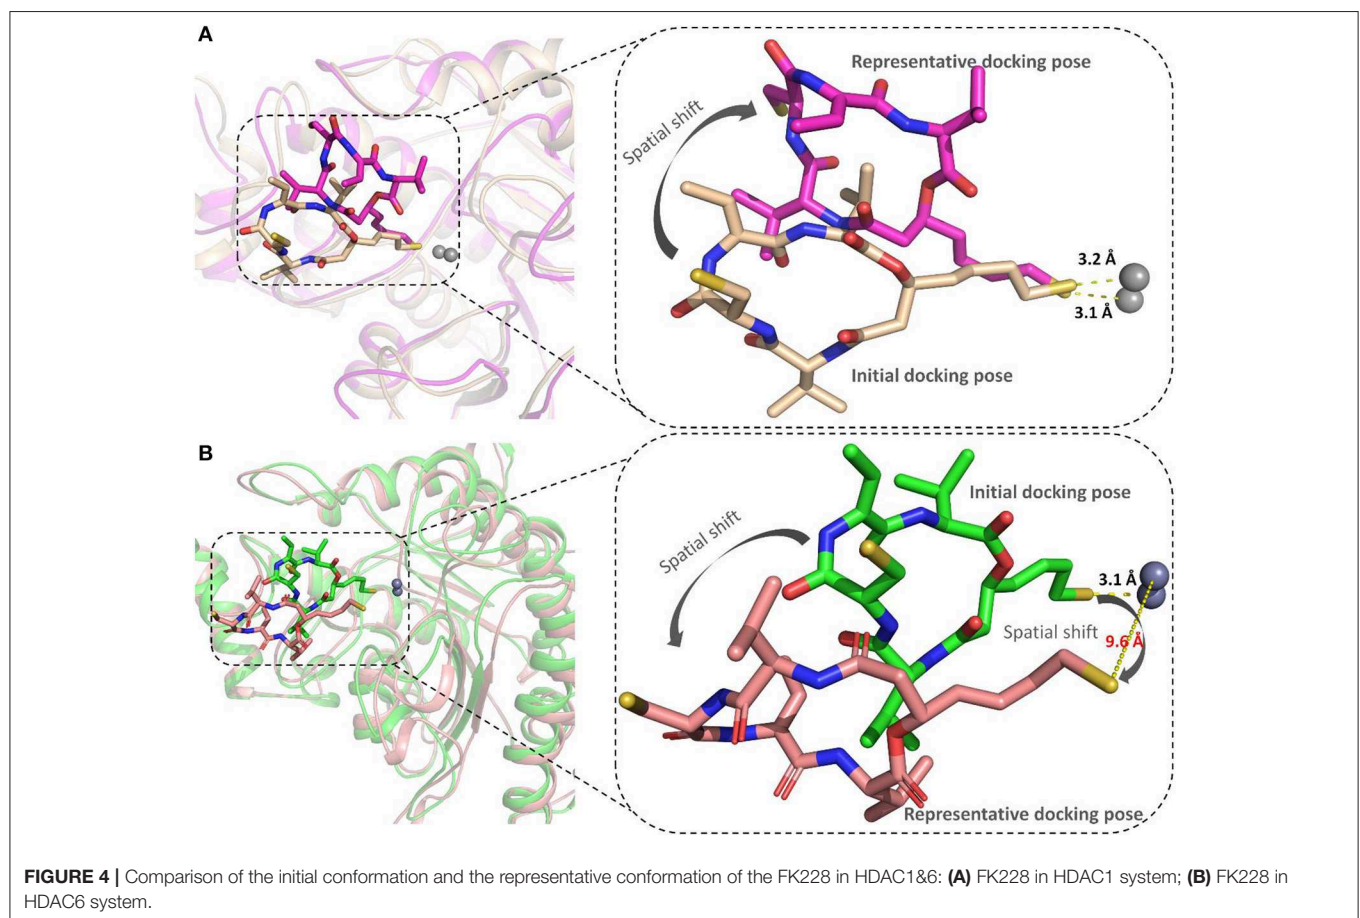 A
Representative docking pose
Spatial shift
3.2 Å
3.1 Å
Initial docking pose
B
Initial docking pose
Spatial shift
3.1 Å
Spatial shift
9.6 Å
Representative docking pose
FIGURE 4 | Comparison of the initial conformation and the representative conformation of the FK228 in HDAC1&6: (A) FK228 in HDAC1 system; (B) FK228 in
HDAC6 system.